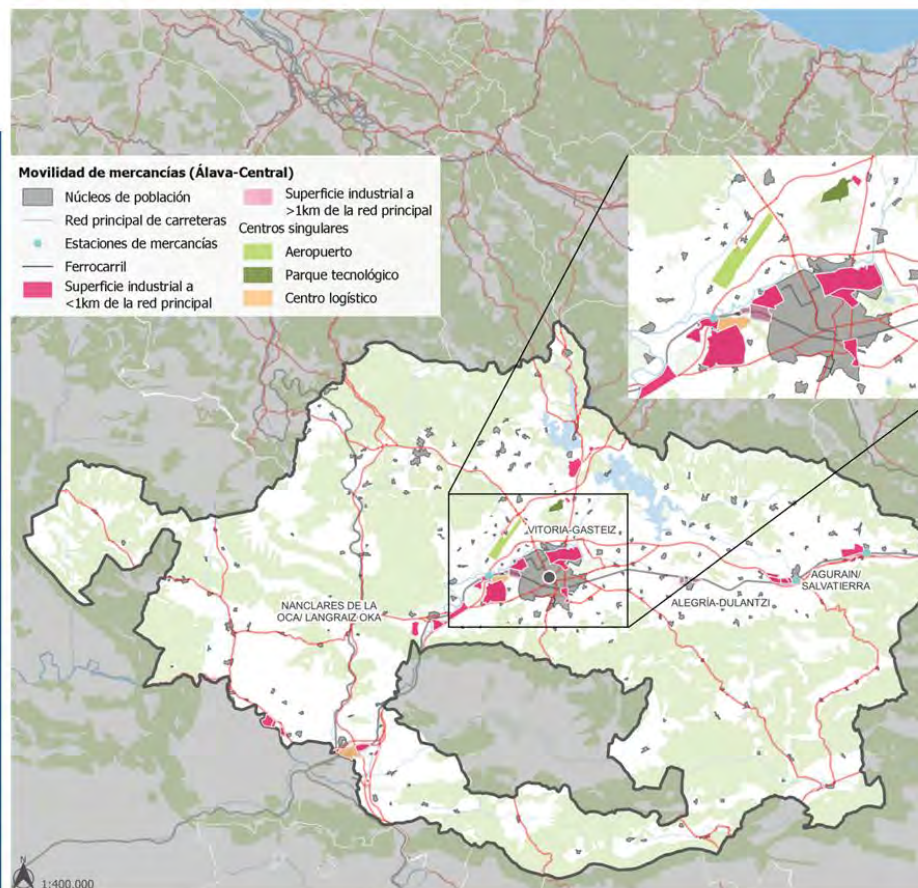 Movilidad de mercancías (Álava-Central)
Núcleos de población
Red principal de carreteras
Estaciones de mercancías
Ferrocarril
Superficie industrial a
<1km de la red principal
Superficie industrial a
>1km de la red principal
Centros singulares
Aeropuerto
Parque tecnológico
Centro logístico
VITORIA-GASTEIZ
AGURAIN/
SALVATIERRA
ALEGRÍA-DULANTZI
NANCLARES DE LA
OCA/ LANGRAIZ OKA
N
1:400.000